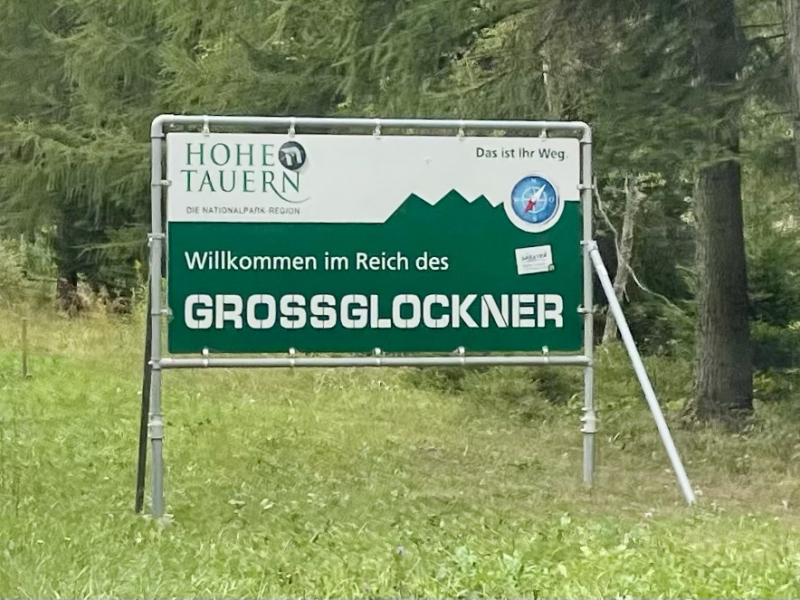 HOHE
TAUERN
DIE NATIONALPARK-REGION
Das ist Ihr Weg.
N
W O
S
Willkommen im Reich des
GROSSGLOCKNER